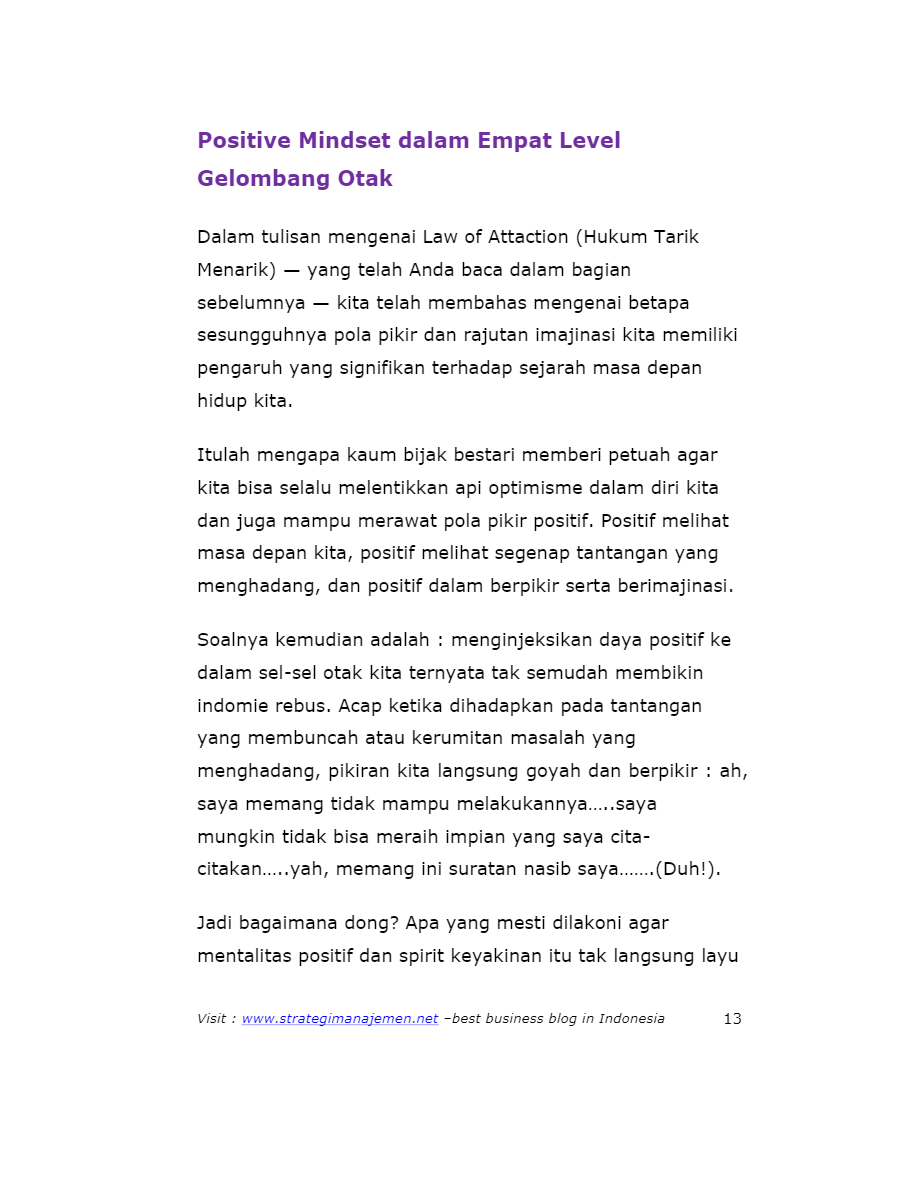 Positive Mindset dalam Empat Level
Gelombang Otak
Dalam tulisan mengenai Law of Attaction (Hukum Tarik
Menarik) — yang telah Anda baca dalam bagian
sebelumnya — kita telah membahas mengenai betapa
sesungguhnya pola pikir dan rajutan imajinasi kita memiliki
pengaruh yang signifikan terhadap sejarah masa depan
hidup kita.
Itulah mengapa kaum bijak bestari memberi petuah agar
kita bisa selalu melentikkan api optimisme dalam diri kita
dan juga mampu merawat pola pikir positif. Positif melihat
masa depan kita, positif melihat segenap tantangan yang
menghadang, dan positif dalam berpikir serta berimajinasi.
Soalnya kemudian adalah : menginjeksikan daya positif ke
dalam sel-sel otak kita ternyata tak semudah membikin
indomie rebus. Acap ketika dihadapkan pada tantangan
yang membuncah atau kerumitan masalah yang
menghadang, pikiran kita langsung goyah dan berpikir : ah,
saya memang tidak mampu melakukannya…..saya
mungkin tidak bisa meraih impian yang saya cita-
citakan…..yah, memang ini suratan nasib saya…….(Duh!).
Jadi bagaimana dong? Apa yang mesti dilakoni agar
mentalitas positif dan spirit keyakinan itu tak langsung layu
Visit : www.strategimanajemen.net –best business blog in Indonesia 13